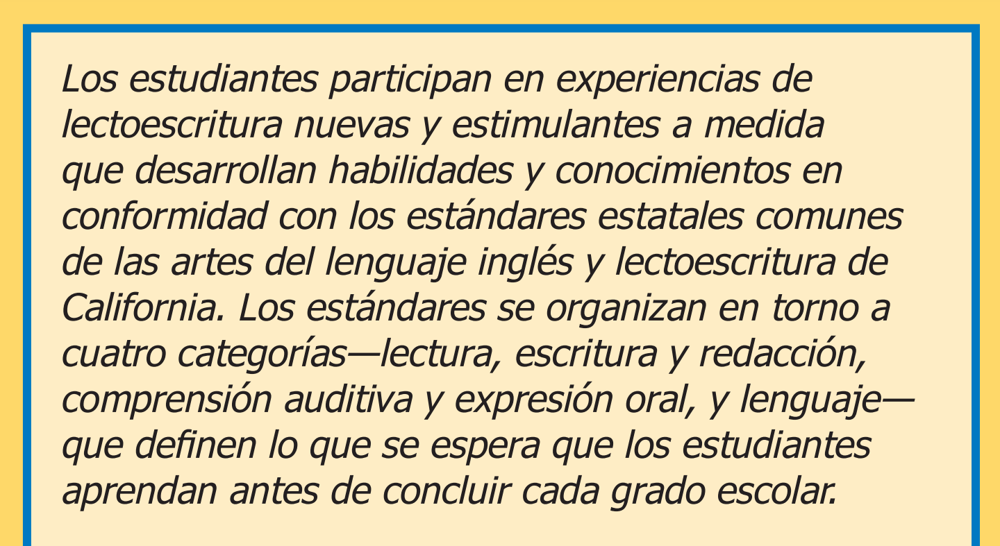 Los estudiantes participan en experiencias de
lectoescritura nuevas y estimulantes a medida
que desarrollan habilidades y conocimientos en
conformidad con los estándares estatales comunes
de las artes del lenguaje inglés y lectoescritura de
California. Los estándares se organizan en torno a
cuatro categorías—lectura, escritura y redacción,
comprensión auditiva y expresión oral, y lenguaje—
que definen lo que se espera que los estudiantes
aprendan antes de concluir cada grado escolar.